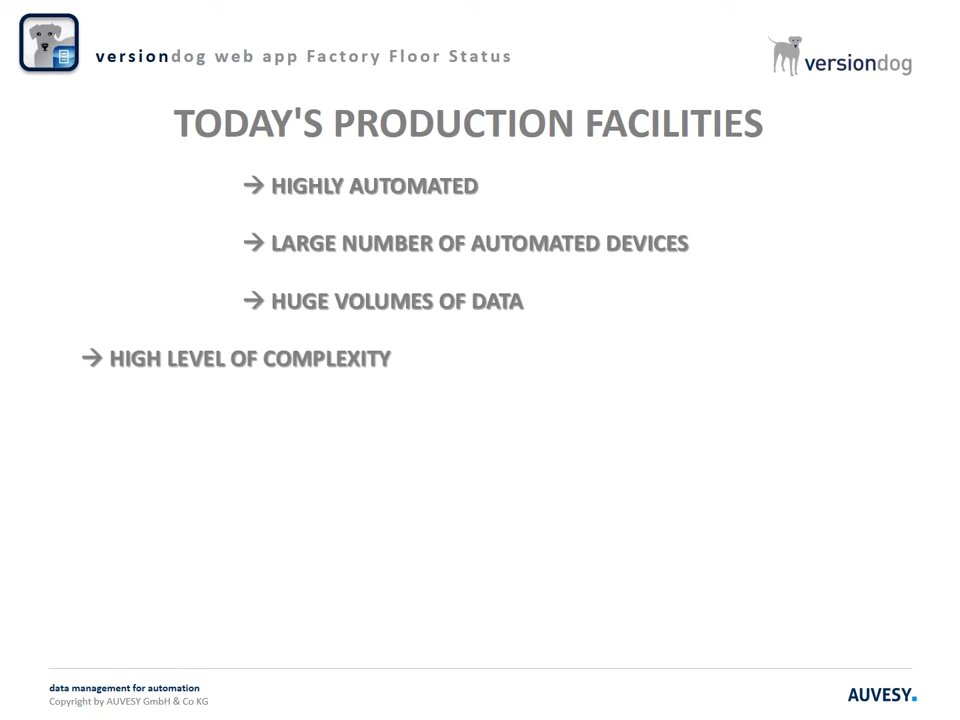 versiondog web app Factory Floor Status
versiondog
TODAY'S PRODUCTION FACILITIES
→ HIGHLY AUTOMATED
→ LARGE NUMBER OF AUTOMATED DEVICES
→ HUGE VOLUMES OF DATA
→ HIGH LEVEL OF COMPLEXITY
data management for automation
Copyright by AUVESY GmbH & Co KG
AUVESY.